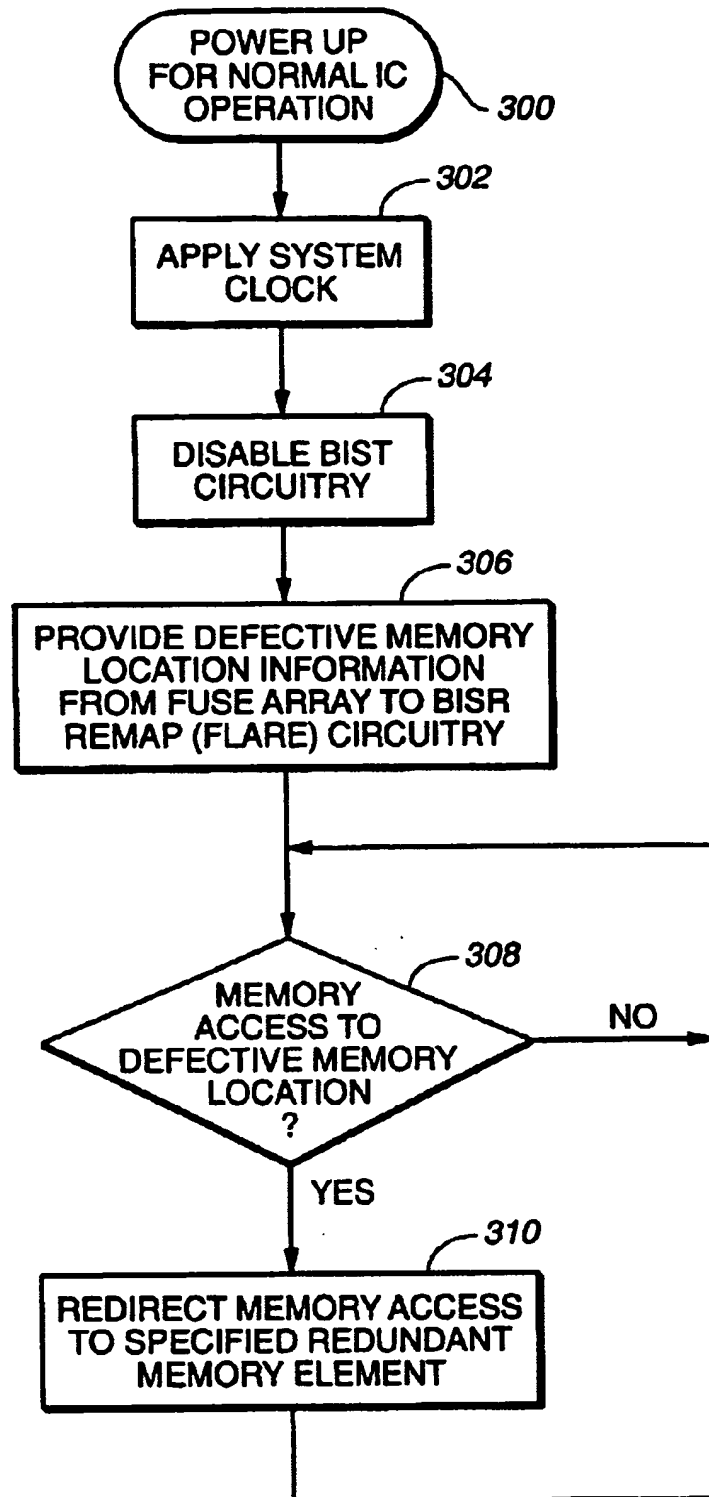 POWER UP
FOR NORMAL IC
OPERATION
300
302
APPLY SYSTEM
CLOCK
304
DISABLE BIST
CIRCUITRY
306
PROVIDE DEFECTIVE MEMORY
LOCATION INFORMATION
FROM FUSE ARRAY TO BISR
REMAP (FLARE) CIRCUITRY
308
MEMORY
ACCESS TO
DEFECTIVE MEMORY
LOCATION
?
NO
YES
310
REDIRECT MEMORY ACCESS
TO SPECIFIED REDUNDANT
MEMORY ELEMENT